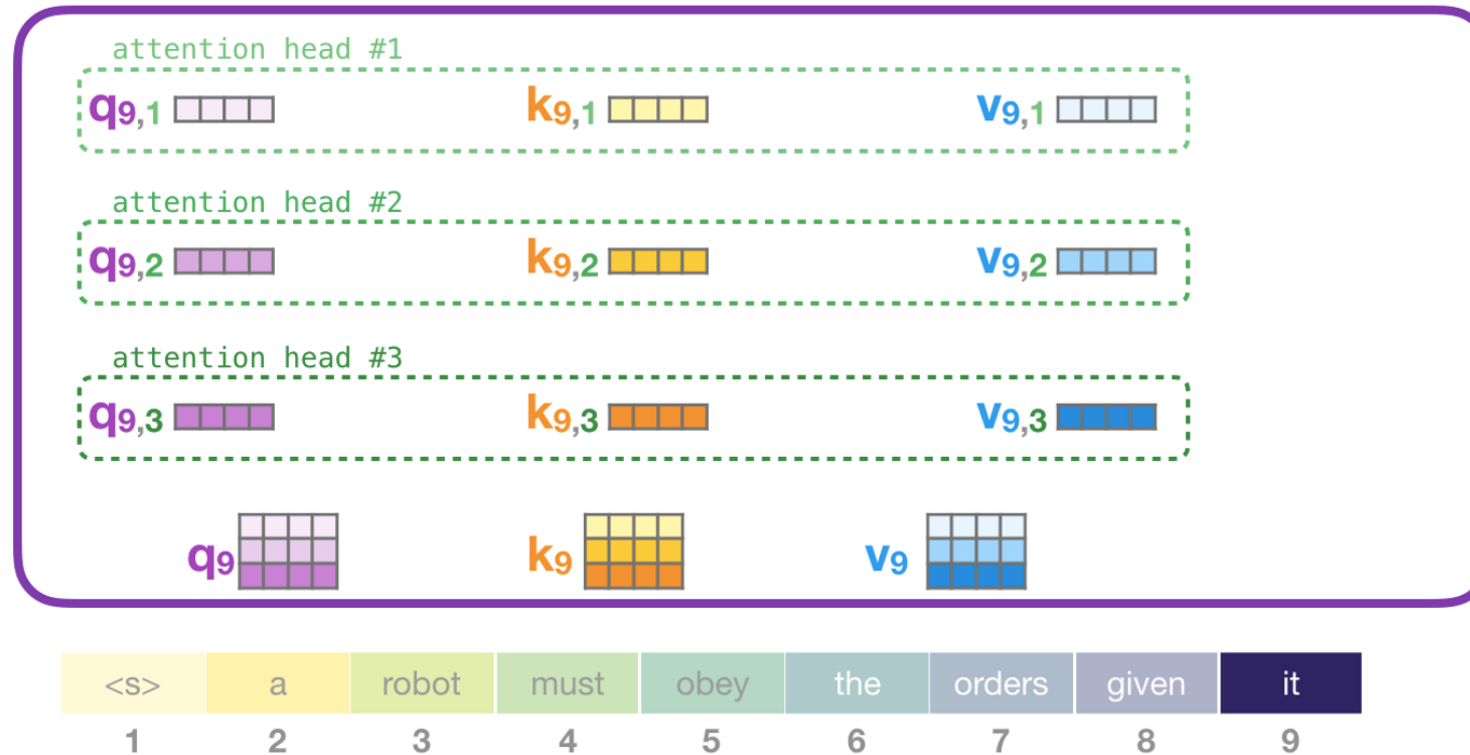 attention head #1
q9,1 k9,1 v9,1
attention head #2
q9,2 k9,2 v9,2
attention head #3
q9,3 k9,3 v9,3
q9 k9 v9
<s> a robot must obey the orders given it
1 2 3 4 5 6 7 8 9